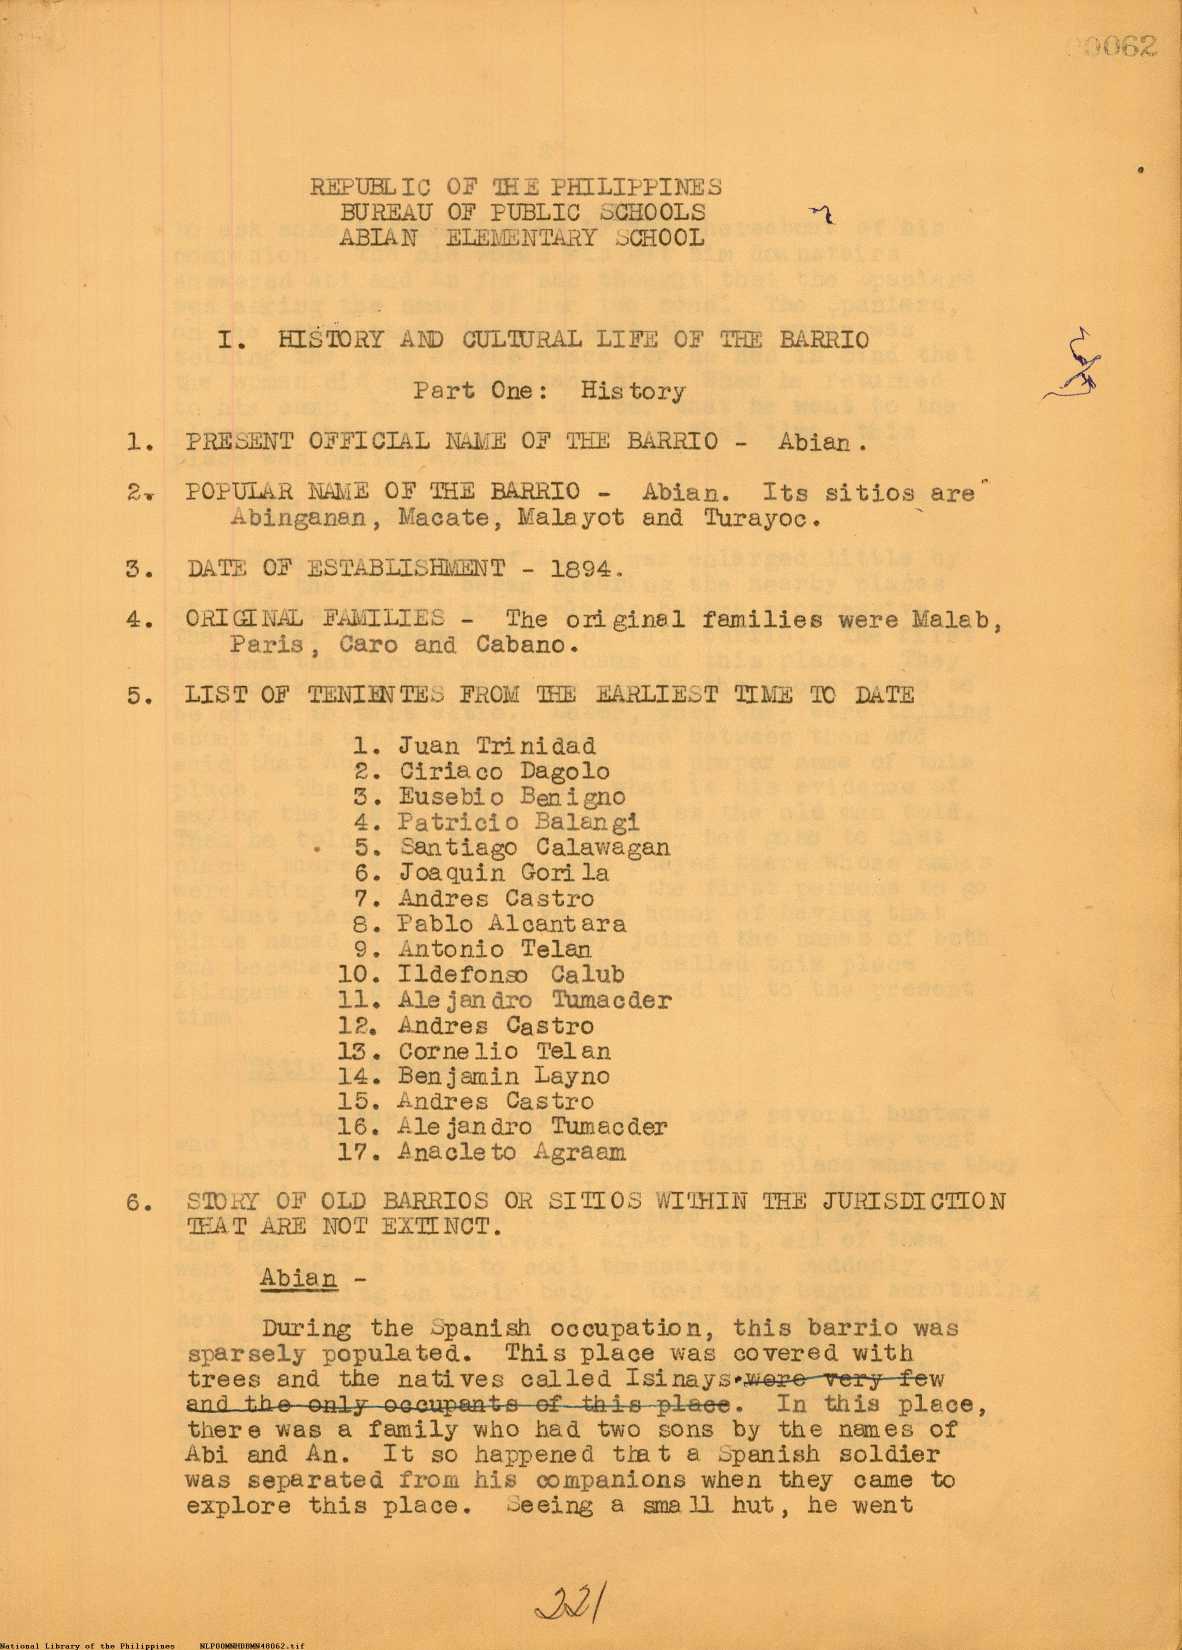 00062
REPUBLIC OF THE PHILIPPINES
BUREAU OF PUBLIC SCHOOLS
ABIAN ELEMENTARY SCHOOL
I. HISTORY AND CULTURAL LIFE OF THE BARRIO
Part One: History
1. PRESENT OFFICIAL NAME OF THE BARRIO - Abian.
2. POPULAR NAME OF THE BARRIO - Abian. Its sitios are
Abinganan, Macate, Malayot and Turayoc.
3. DATE OF ESTABLISHMENT - 1894.
4. ORIGINAL FAMILIES - The original families were Malab,
Paris, Caro and Cabano.
5. LIST OF TENIENTES FROM THE EARLIEST TIME TO DATE
1. Juan Trinidad
2. Ciriaco Dagolo
3. Eusebio Benigno
4. Patricio Balangi
5. Santiago Calawagan
6. Joaquin Gorila
7. Andres Castro
8. Pablo Alcantara
9. Antonio Telan
10. Ildefonso Calub
11. Alejandro Tumacder
12. Andres Castro
13. Cornelio Telan
14. Benjamin Layno
15. Andres Castro
16. Alejandro Tumacder
17. Anacleto Agraam
6. STORY OF OLD BARRIOS OR SITIOS WITHIN THE JURISDICTION
THAT ARE NOT EXTINCT.
Abian -
During the Spanish occupation, this barrio was
sparsely populated. This place was covered with
trees and the natives called Isinays were very few
and the only occupants of this place. In this place,
there was a family who had two sons by the names of
Abi and An. It so happened that a Spanish soldier
was separated from his companions when they came to
explore this place. Seeing a small hut, he went
221
National Library of the Philippines NLP00MNHDBMN48062.tif